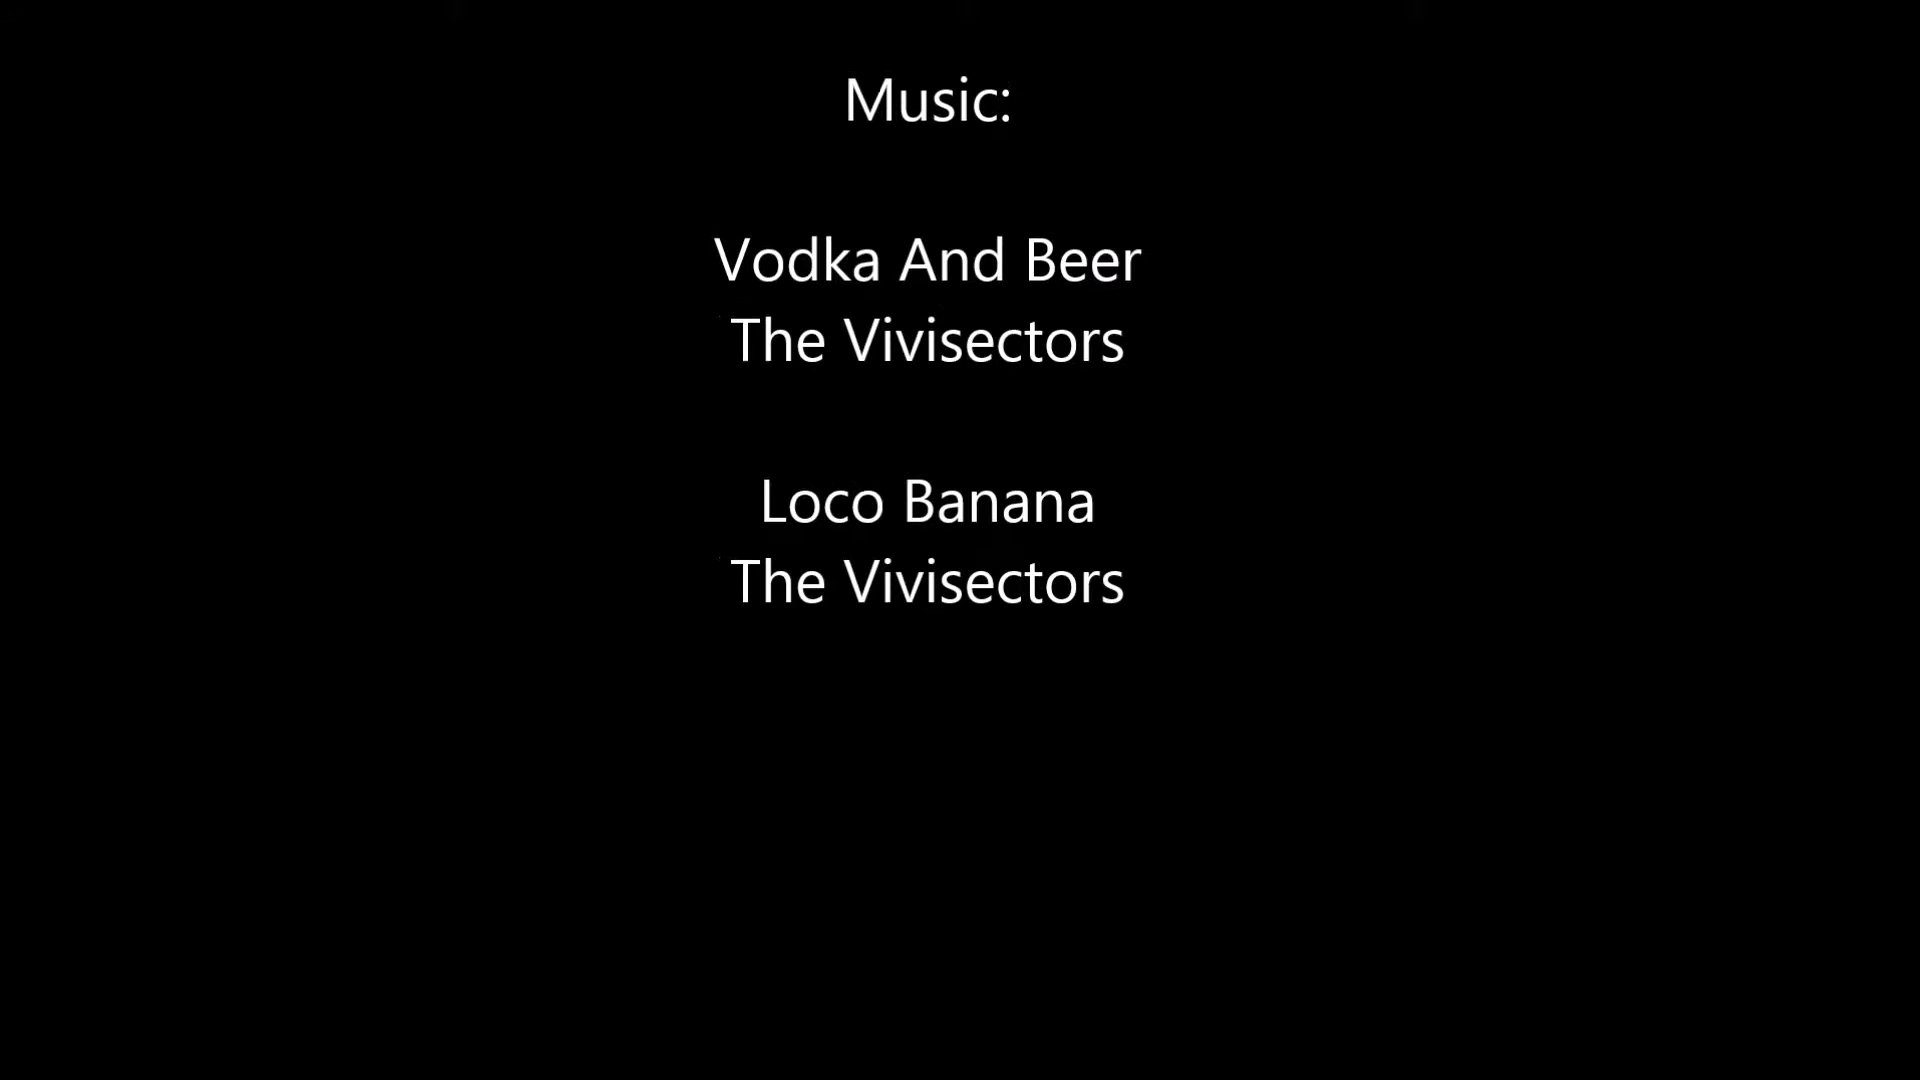 Music:
Vodka And Beer
The Vivisectors
Loco Banana
The Vivisectors